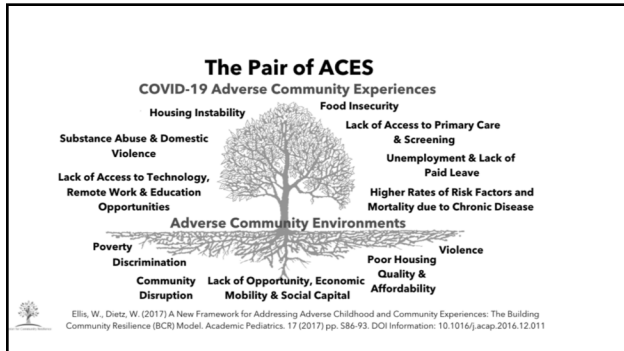 The Pair of ACES
COVID-19 Adverse Community Experiences
Housing Instability
Food Insecurity
Substance Abuse & Domestic
Violence
Lack of Access to Primary Care
& Screening
Unemployment & Lack of
Paid Leave
Lack of Access to Technology,
Remote Work & Education
Opportunities
Higher Rates of Risk Factors and
Mortality due to Chronic Disease
Adverse Community Environments
Poverty
Discrimination
Community
Disruption
Lack of Opportunity, Economic
Mobility & Social Capital
Poor Housing
Quality &
Affordability
Violence
Ellis, W., Dietz, W. (2017) A New Framework for Addressing Adverse Childhood and Community Experiences: The Building
Community Resilience (BCR) Model. Academic Pediatrics. 17 (2017) pp. S86-93. DOI Information: 10.1016/j.acap.2016.12.011